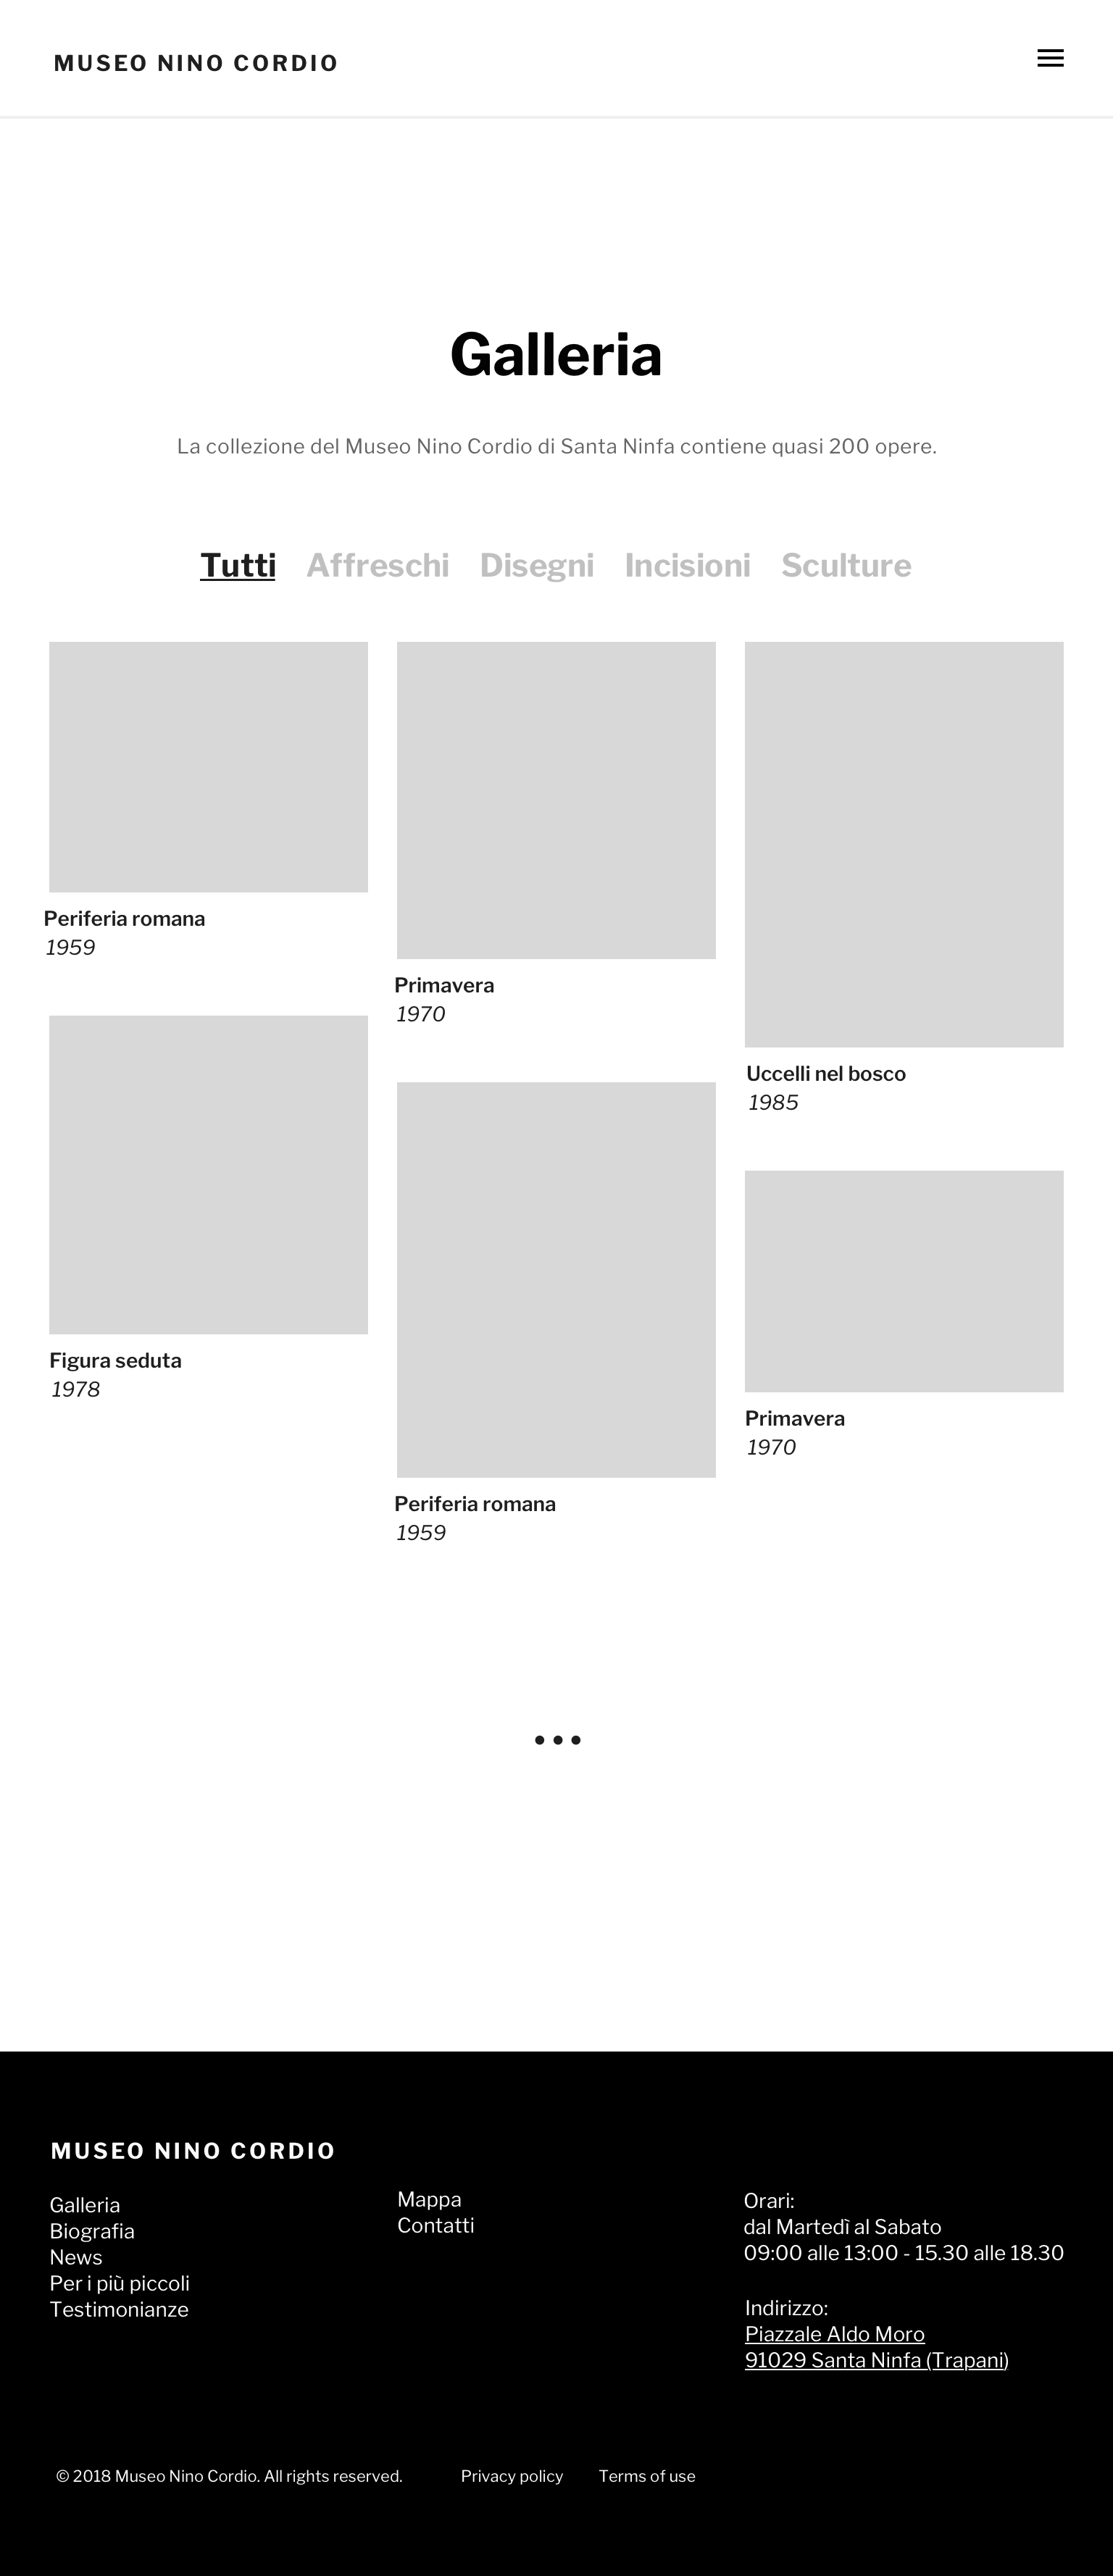 MUSEO NINO CORDIO
Galleria
La collezione del Museo Nino Cordio di Santa Ninfa contiene quasi 200 opere.
Tutti Affreschi Disegni Incisioni Sculture
Periferia romana
1959
Primavera
1970
Uccelli nel bosco
1985
Figura seduta
1978
Primavera
1970
Periferia romana
1959
MUSEO NINO CORDIO
Galleria
Biografia
News
Per i più piccoli
Testimonianze
Mappa
Contatti
Orari:
dal Martedì al Sabato
09:00 alle 13:00 - 15.30 alle 18.30
Indirizzo:
Piazzale Aldo Moro
91029 Santa Ninfa (Trapani)
© 2018 Museo Nino Cordio. All rights reserved. Privacy policy Terms of use